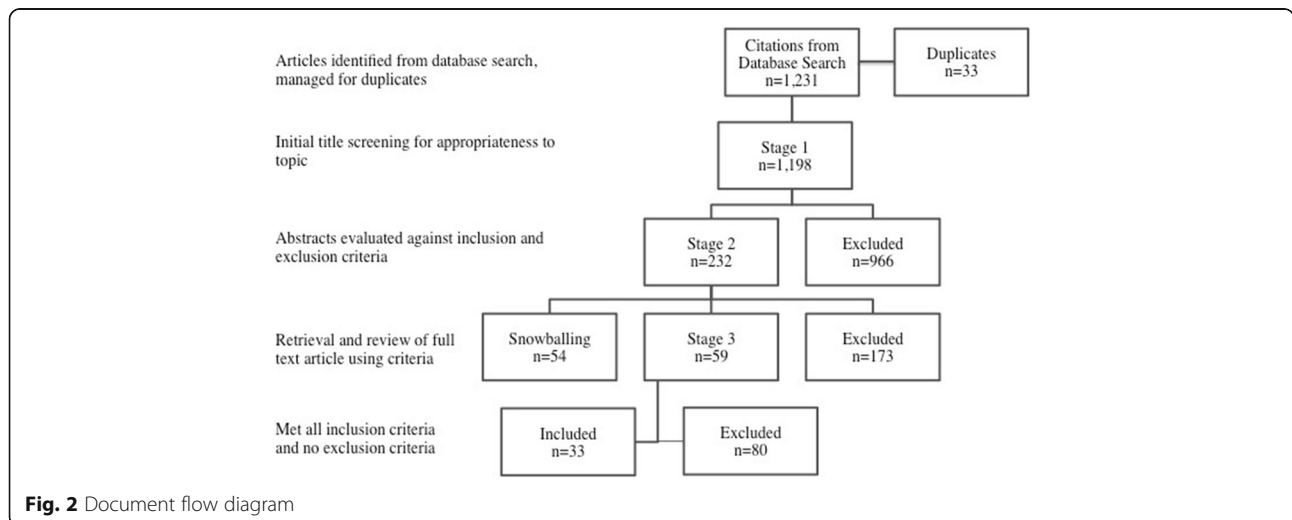 Articles identified from database search,
managed for duplicates
Citations from
Database Search
n=1,231
Duplicates
n=33
Initial title screening for appropriateness to
topic
Stage 1
n=1,198
Abstracts evaluated against inclusion and
exclusion criteria
Stage 2
n=232
Excluded
n=966
Retrieval and review of full
text article using criteria
Snowballing
n=54
Stage 3
n=59
Excluded
n=173
Met all inclusion criteria
and no exclusion criteria
Included
n=33
Excluded
n=80
Fig. 2 Document flow diagram